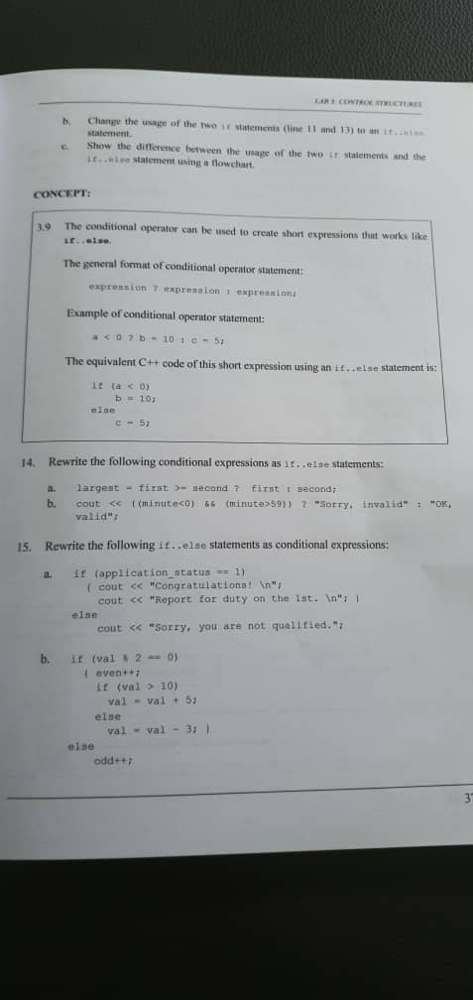 LAB 3: CONTROL STRUCTURES
b. Change the usage of the two if statements (line 11 and 13) to an if..else
statement.
c. Show the difference between the usage of the two if statements and the
if..else statement using a flowchart.
CONCEPT:
3.9 The conditional operator can be used to create short expressions that works like
if..else.
The general format of conditional operator statement:
expression ? expression : expression;
Example of conditional operator statement:
a < 0 ? b = 10 : c = 5;
The equivalent C++ code of this short expression using an if..else statement is:
if (a < 0)
b = 10;
else
c = 5;
14. Rewrite the following conditional expressions as if..else statements:
a. largest = first >= second ? first : second;
b. cout << ((minute<0) && (minute>59)) ? "Sorry, invalid" : "OK,
valid";
15. Rewrite the following if..else statements as conditional expressions:
a. if (application_status == 1)
{ cout << "Congratulations! \n";
cout << "Report for duty on the 1st. \n"; }
else
cout << "Sorry, you are not qualified.";
b. if (val % 2 == 0)
{ even++;
if (val > 10)
val = val + 5;
else
val = val - 3; }
else
odd++;